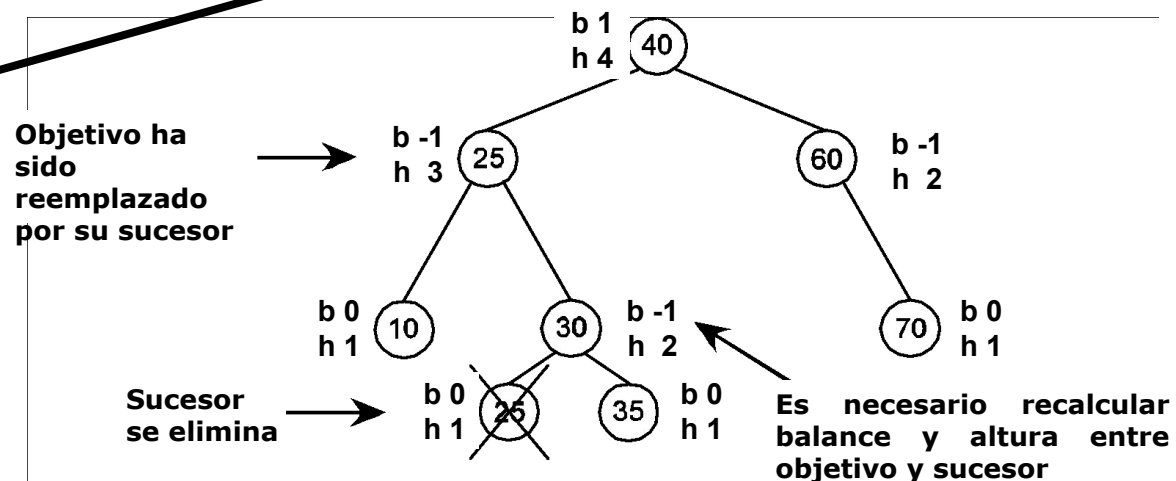 b 1
h 4
40
Objetivo ha
sido
reemplazado
por su sucesor
b -1
h 3
25
60
b -1
h 2
b 0
h 1
10
30
b -1
h 2
70
b 0
h 1
Sucesor
se elimina
b 0
h 1
25
35
b 0
h 1
Es necesario recalcular
balance y altura entre
objetivo y sucesor